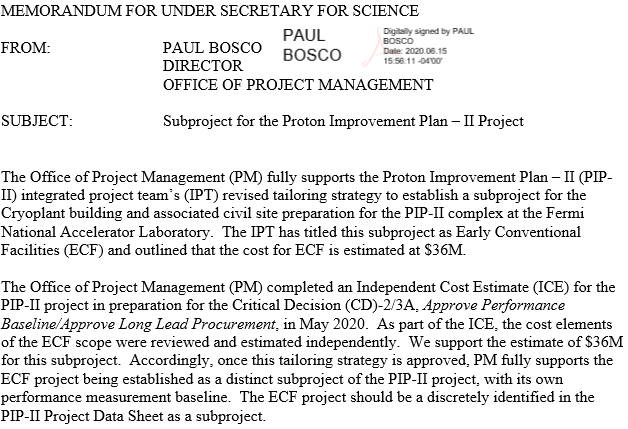 MEMORANDUM FOR UNDER SECRETARY FOR SCIENCE
FROM: PAUL BOSCO
DIRECTOR
OFFICE OF PROJECT MANAGEMENT
PAUL
BOSCO
Digitally signed by PAUL
BOSCO
Date: 2020.06.15
15:56:11 -04'00'
SUBJECT: Subproject for the Proton Improvement Plan – II Project
The Office of Project Management (PM) fully supports the Proton Improvement Plan – II (PIP-
II) integrated project team's (IPT) revised tailoring strategy to establish a subproject for the
Cryoplant building and associated civil site preparation for the PIP-II complex at the Fermi
National Accelerator Laboratory. The IPT has titled this subproject as Early Conventional
Facilities (ECF) and outlined that the cost for ECF is estimated at $36M.
The Office of Project Management (PM) completed an Independent Cost Estimate (ICE) for the
PIP-II project in preparation for the Critical Decision (CD)-2/3A, Approve Performance
Baseline/Approve Long Lead Procurement, in May 2020. As part of the ICE, the cost elements
of the ECF scope were reviewed and estimated independently. We support the estimate of $36M
for this subproject. Accordingly, once this tailoring strategy is approved, PM fully supports the
ECF project being established as a distinct subproject of the PIP-II project, with its own
performance measurement baseline. The ECF project should be a discretely identified in the
PIP-II Project Data Sheet as a subproject.